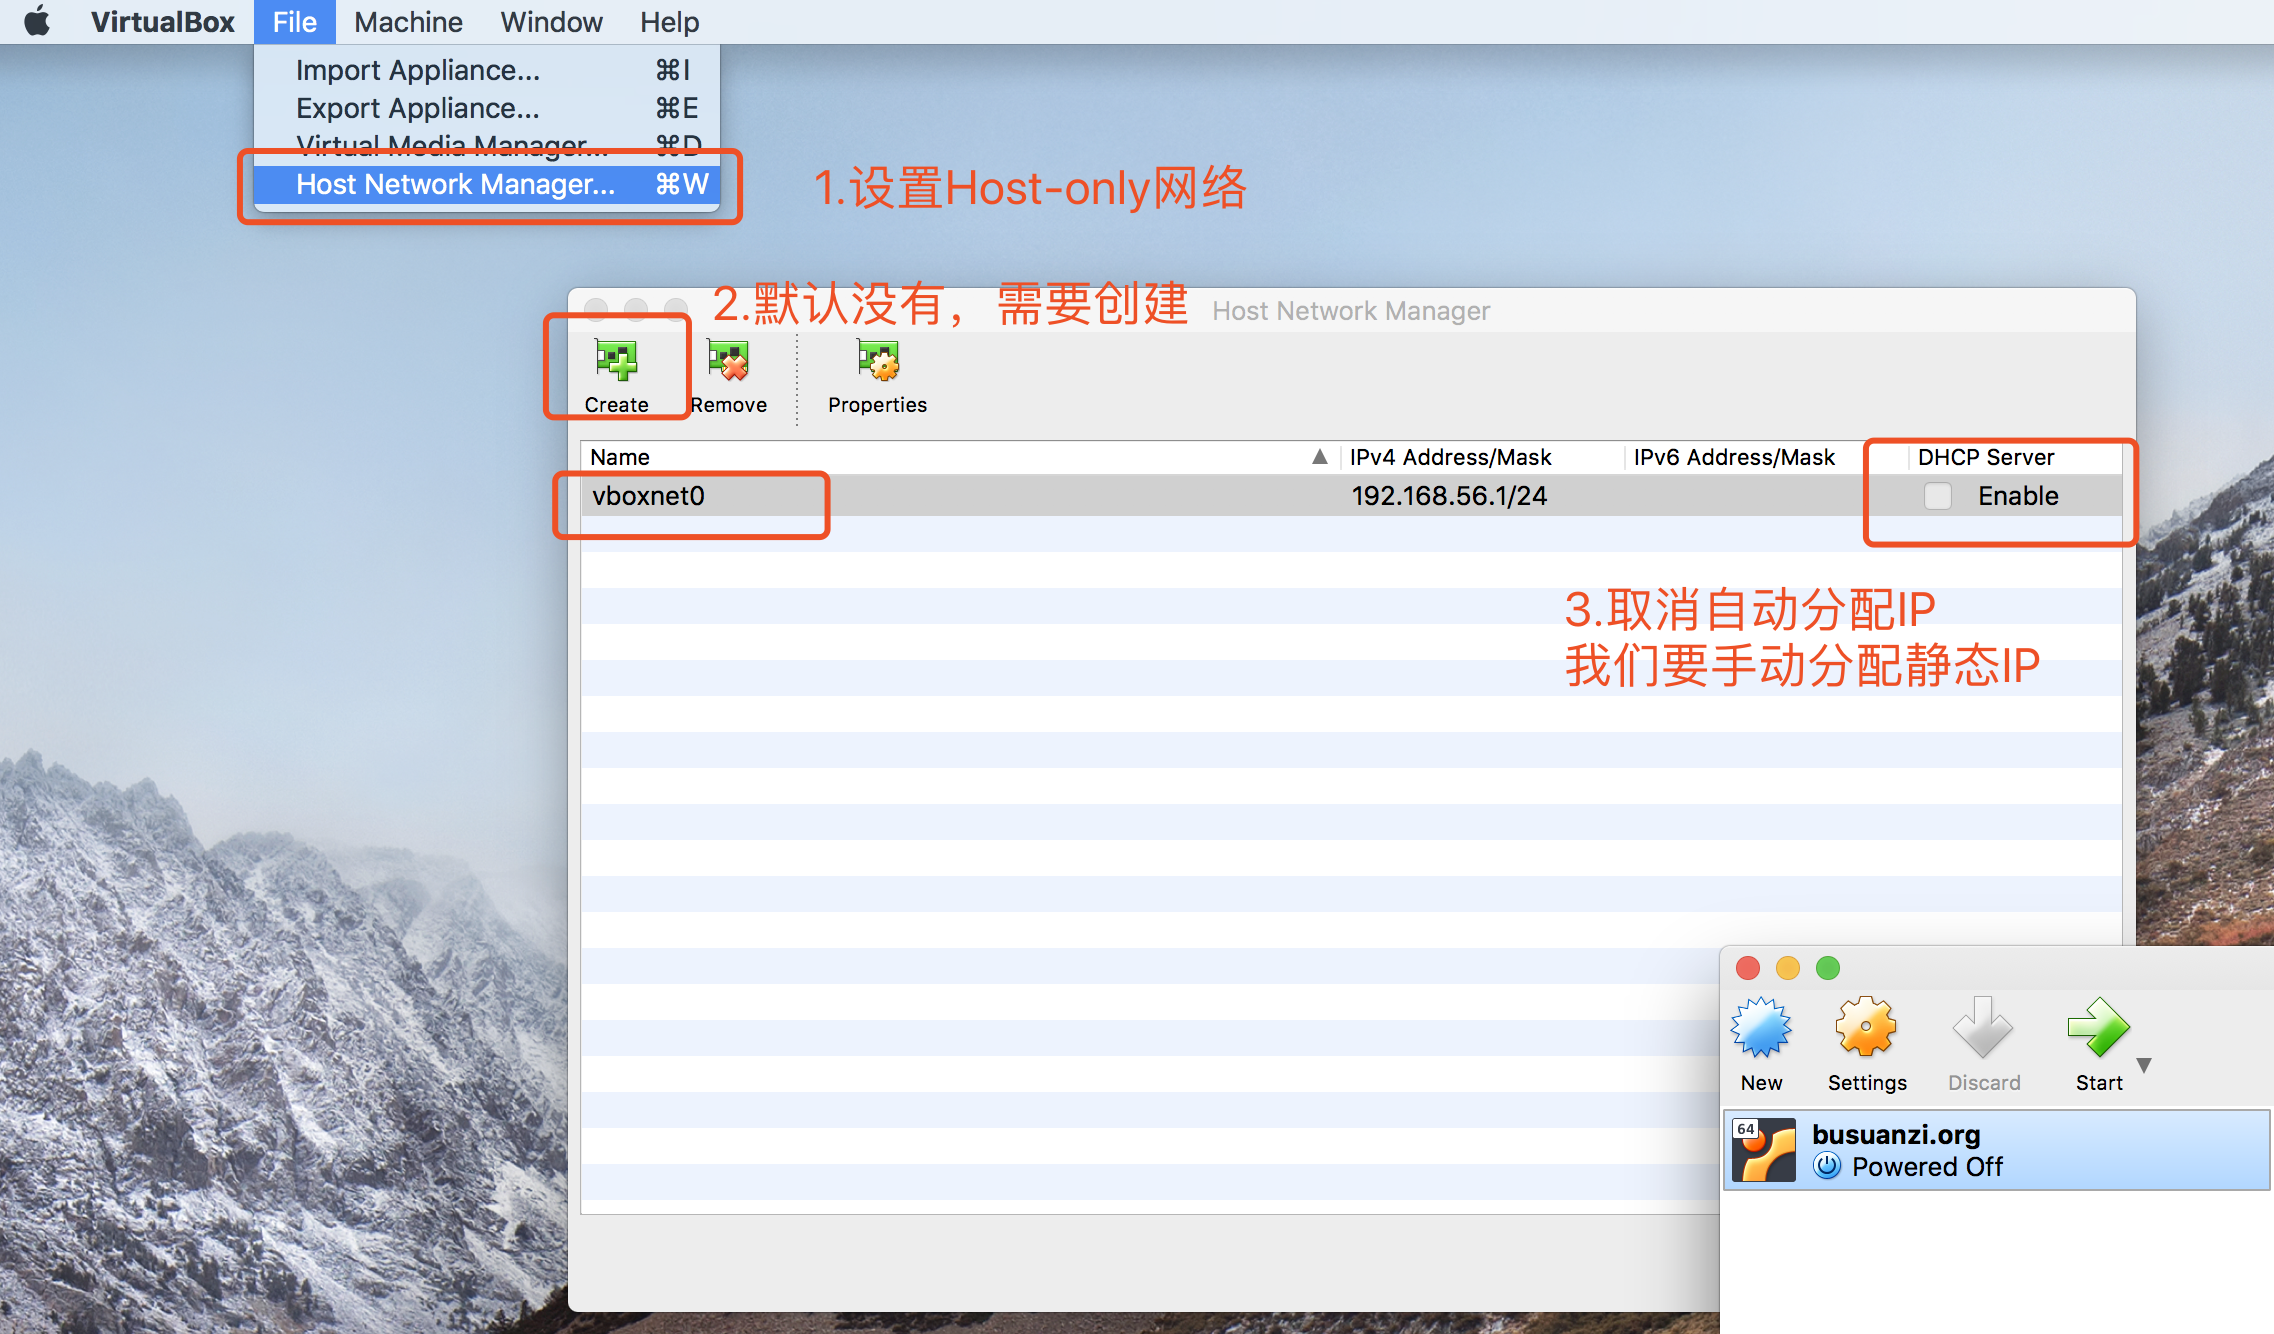 VirtualBox File Machine Window Help
Import Appliance... ⌘I
Export Appliance... ⌘E
Virtual Media Manager... ⌘D
Host Network Manager... ⌘W
1.设置Host-only网络
2.默认没有，需要创建
Host Network Manager
Create Remove Properties
Name IPv4 Address/Mask IPv6 Address/Mask DHCP Server
vboxnet0 192.168.56.1/24 Enable
3.取消自动分配IP
我们要手动分配静态IP
New Settings Discard Start
64
busuanzi.org
Powered Off